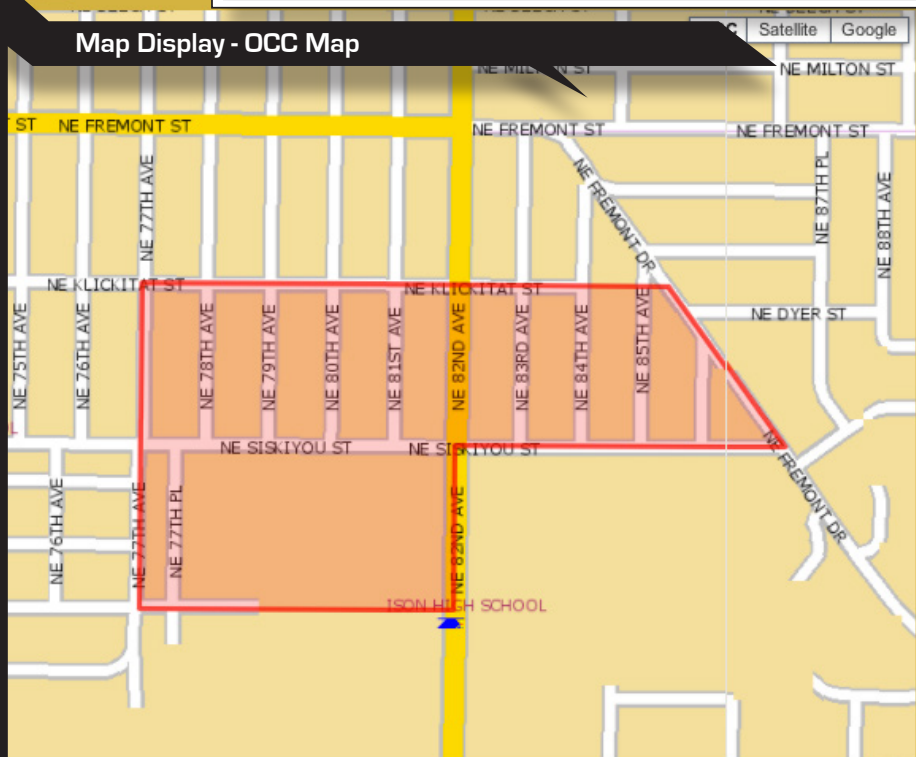 Map Display - OCC Map
Satellite
Google
NE MILTON ST
NE MILTON ST
ST
NE FREMONT ST
NE FREMONT ST
NE FREMONT ST
NE 77TH AVE
NE FREMONT DR
NE 87TH PL
NE 88TH AVE
NE KLICKITAT ST
NE KLICKITAT ST
NE DYER ST
NE 75TH AVE
NE 76TH AVE
NE 78TH AVE
NE 79TH AVE
NE 80TH AVE
NE 81ST AVE
NE 82ND AVE
NE 83RD AVE
NE 84TH AVE
NE 85TH AVE
NE SISKIYOU ST
NE SISKIYOU ST
NE FREMONT DR
NE 76TH AVE
NE 77TH AVE
NE 77TH PL
NE 82ND AVE
ISON HIGH SCHOOL